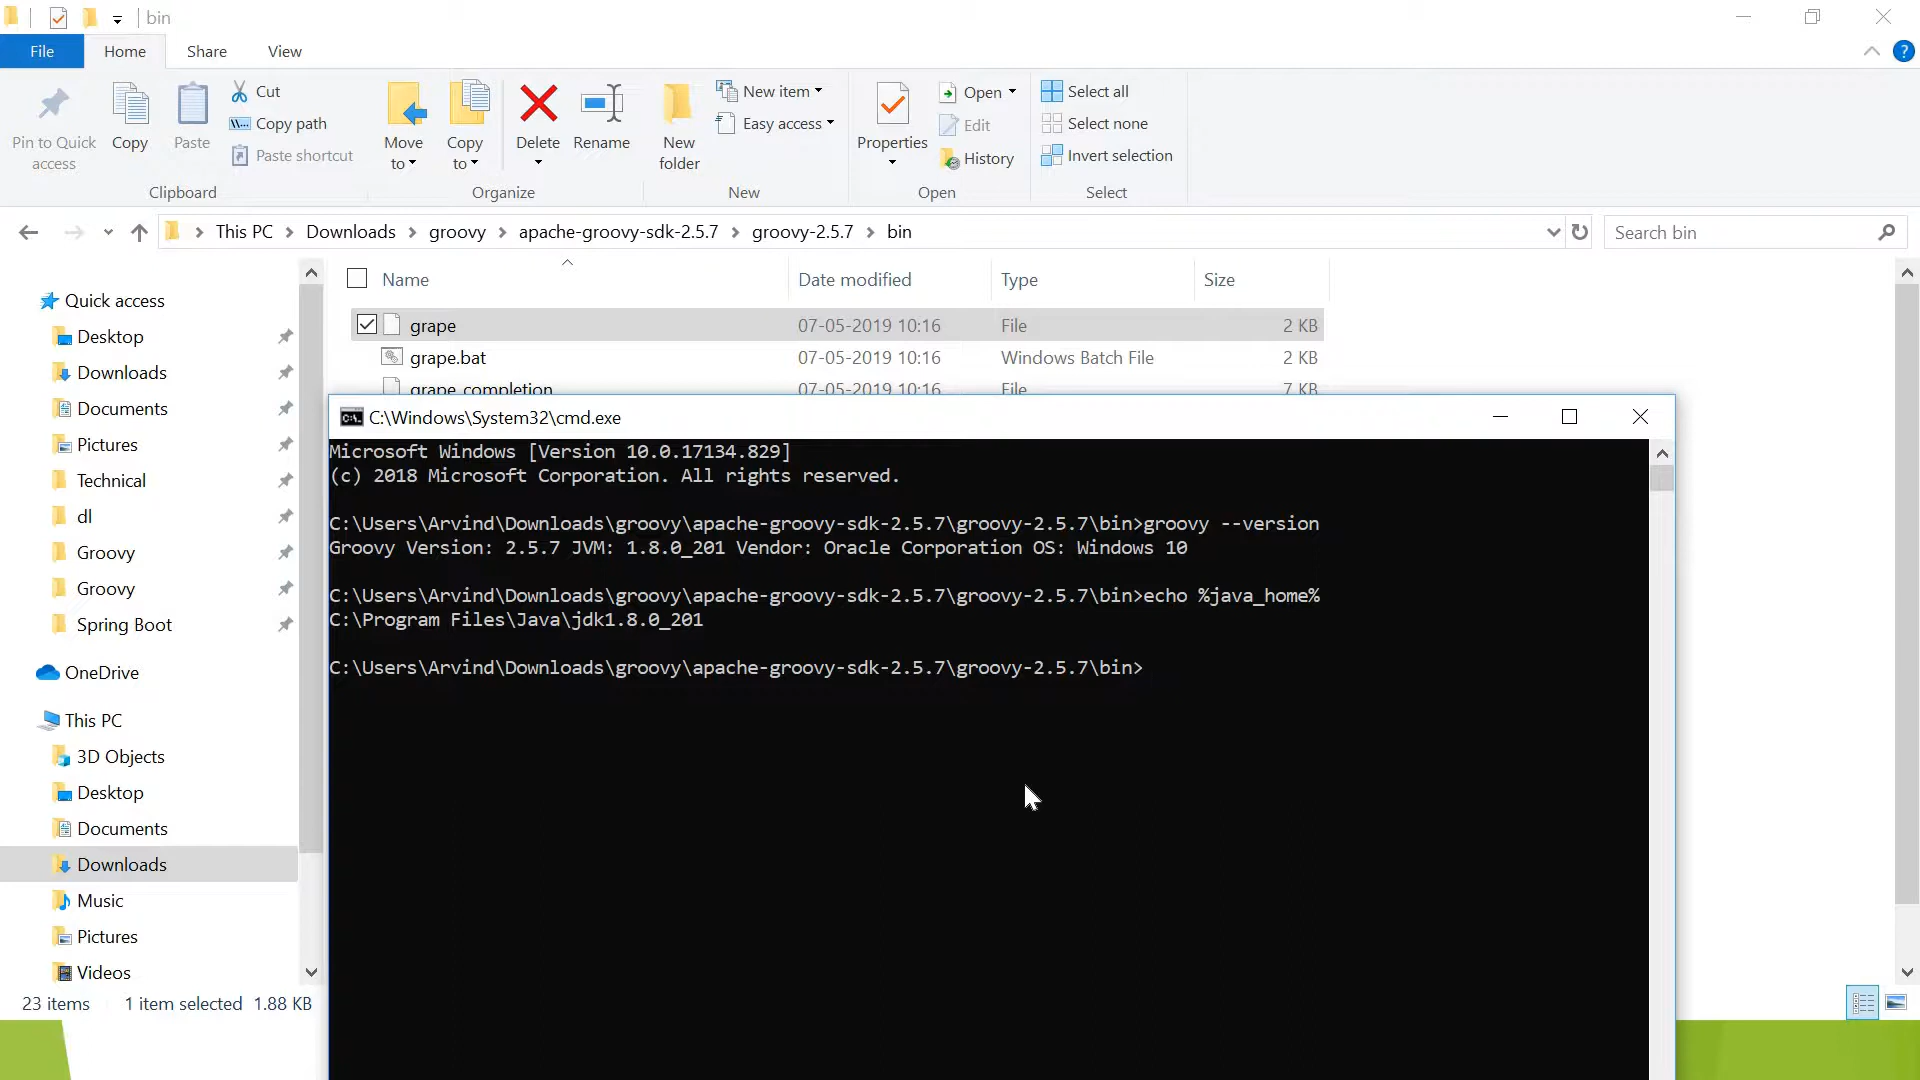 bin
File
Home
Share
View
Pin to Quick access
Copy
Paste
Cut
Copy path
Paste shortcut
Clipboard
Move to
Copy to
Delete
Rename
Organize
New folder
New item
Easy access
New
Properties
Open
Edit
History
Open
Select all
Select none
Invert selection
Select
This PC
Downloads
groovy
apache-groovy-sdk-2.5.7
groovy-2.5.7
bin
Search bin
Name
Date modified
Type
Size
grape 07-05-2019 10:16 File 2 KB
grape.bat 07-05-2019 10:16 Windows Batch File 2 KB
grape_completion 07-05-2019 10:16 File 7 KB
Quick access
Desktop
Downloads
Documents
Pictures
Technical
dl
Groovy
Groovy
Spring Boot
OneDrive
This PC
3D Objects
Desktop
Documents
Downloads
Music
Pictures
Videos
23 items 1 item selected 1.88 KB
C:\Windows\System32\cmd.exe
Microsoft Windows [Version 10.0.17134.829]
(c) 2018 Microsoft Corporation. All rights reserved.
C:\Users\Arvind\Downloads\groovy\apache-groovy-sdk-2.5.7\groovy-2.5.7\bin>groovy --version
Groovy Version: 2.5.7 JVM: 1.8.0_201 Vendor: Oracle Corporation OS: Windows 10
C:\Users\Arvind\Downloads\groovy\apache-groovy-sdk-2.5.7\groovy-2.5.7\bin>echo %java_home%
C:\Program Files\Java\jdk1.8.0_201
C:\Users\Arvind\Downloads\groovy\apache-groovy-sdk-2.5.7\groovy-2.5.7\bin>